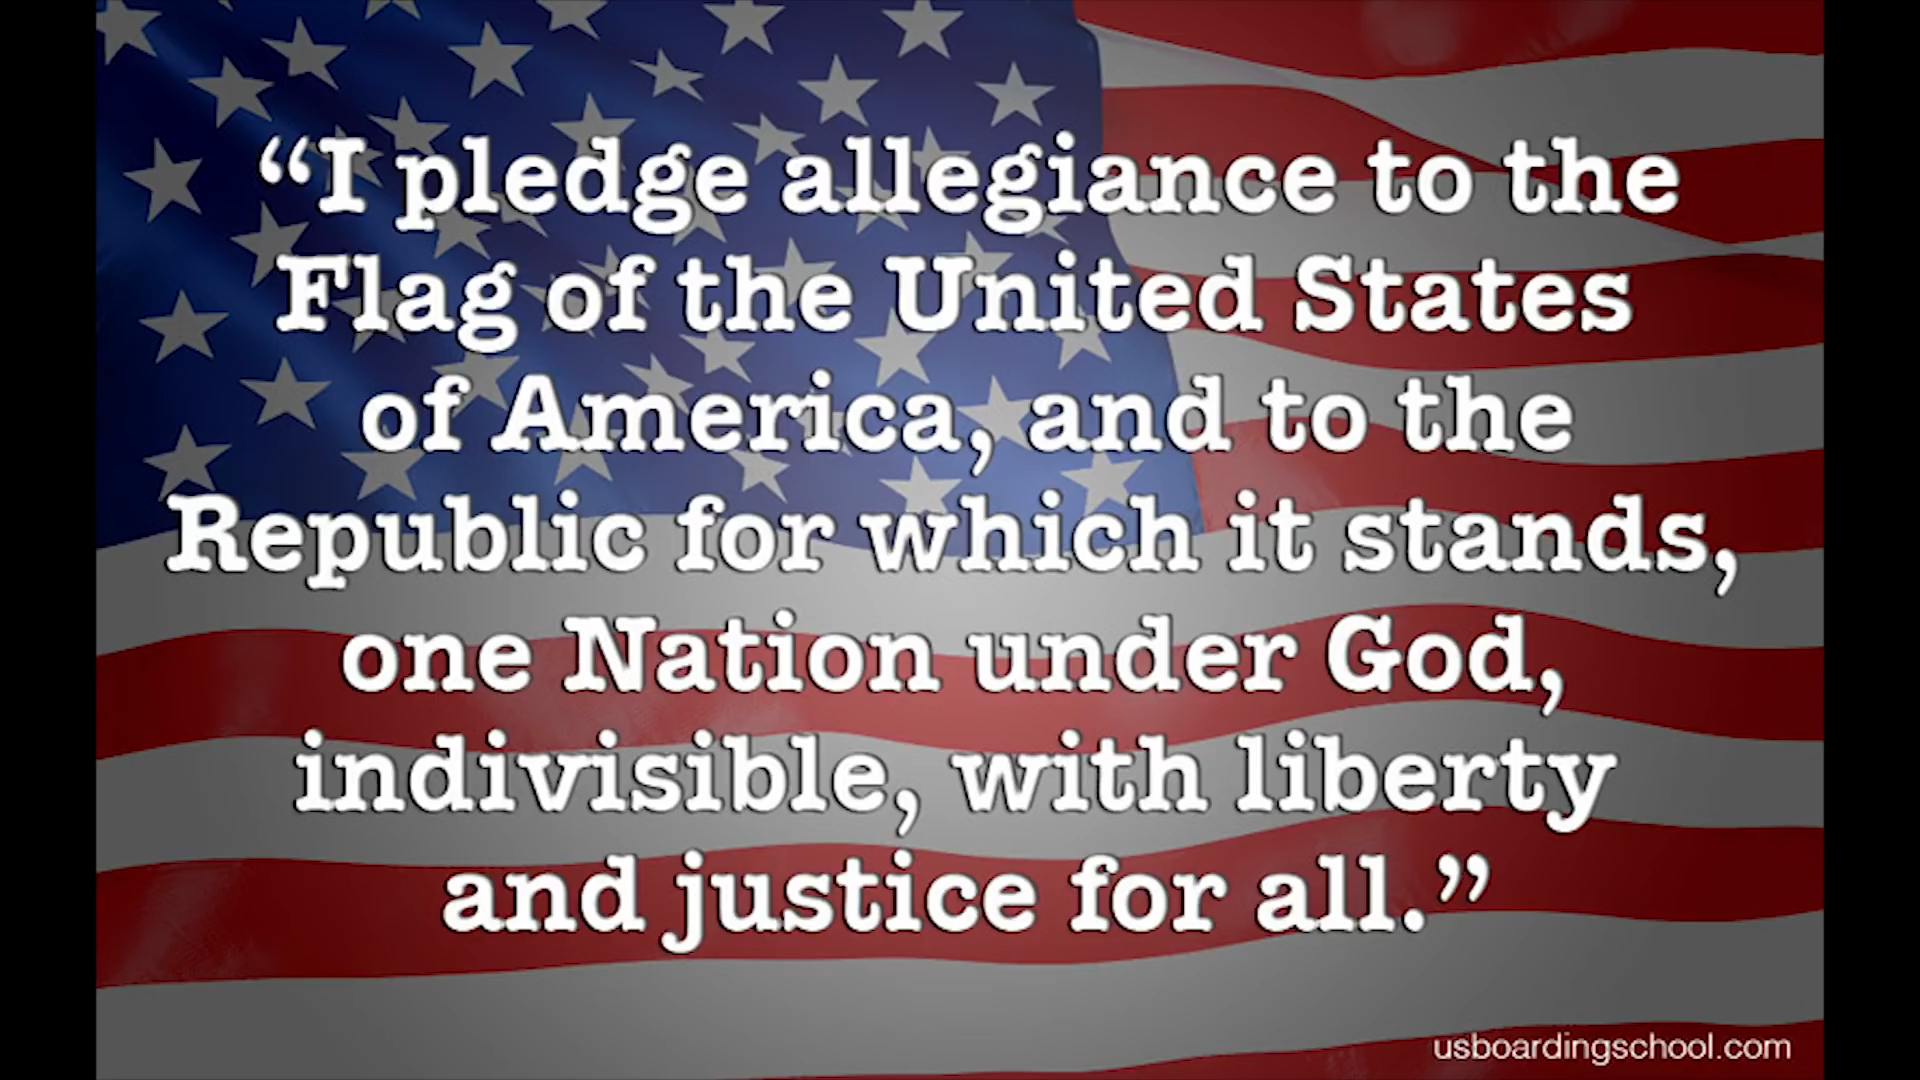 “I pledge allegiance to the
Flag of the United States
of America, and to the
Republic for which it stands,
one Nation under God,
indivisible, with liberty
and justice for all.”
usboardingschool.com